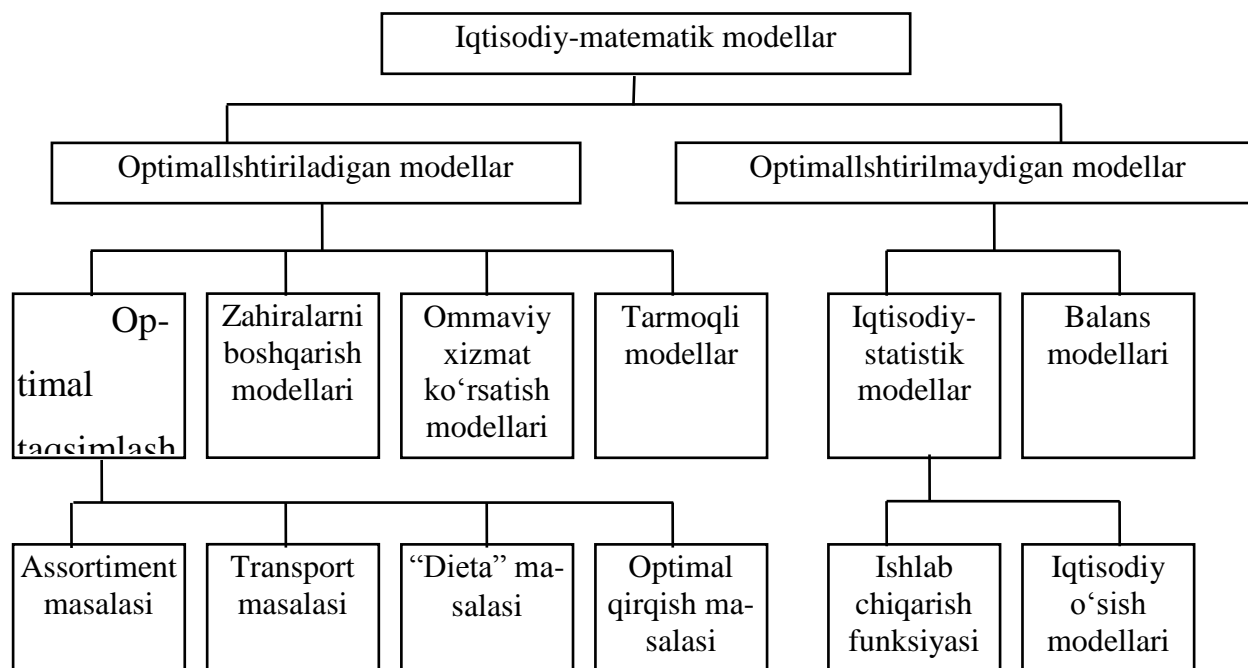 Iqtisodiy-matematik modellar
Optimallshtiriladigan modellar
Optimallshtirilmaydigan modellar
Op-
timal
taqsimlash
Zahiralarni
boshqarish
modellari
Ommaviy
xizmat
ko‘rsatish
modellari
Tarmoqli
modellar
Iqtisodiy-
statistik
modellar
Balans
modellari
Assortiment
masalasi
Transport
masalasi
“Dieta” ma-
salasi
Optimal
qirqish ma-
salasi
Ishlab
chiqarish
funksiyasi
Iqtisodiy
o‘sish
modellari